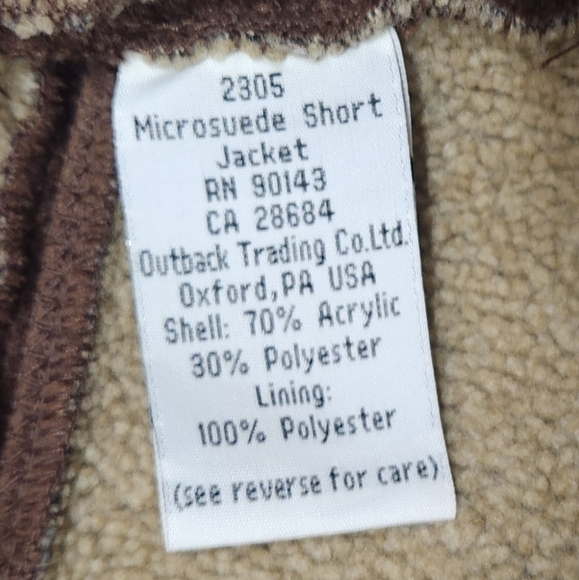 2305
Microsuede Short
Jacket
RN 90143
CA 28684
Outback Trading Co.Ltd.
Oxford,PA USA
Shell: 70% Acrylic
30% Polyester
Lining:
100% Polyester
(see reverse for care)